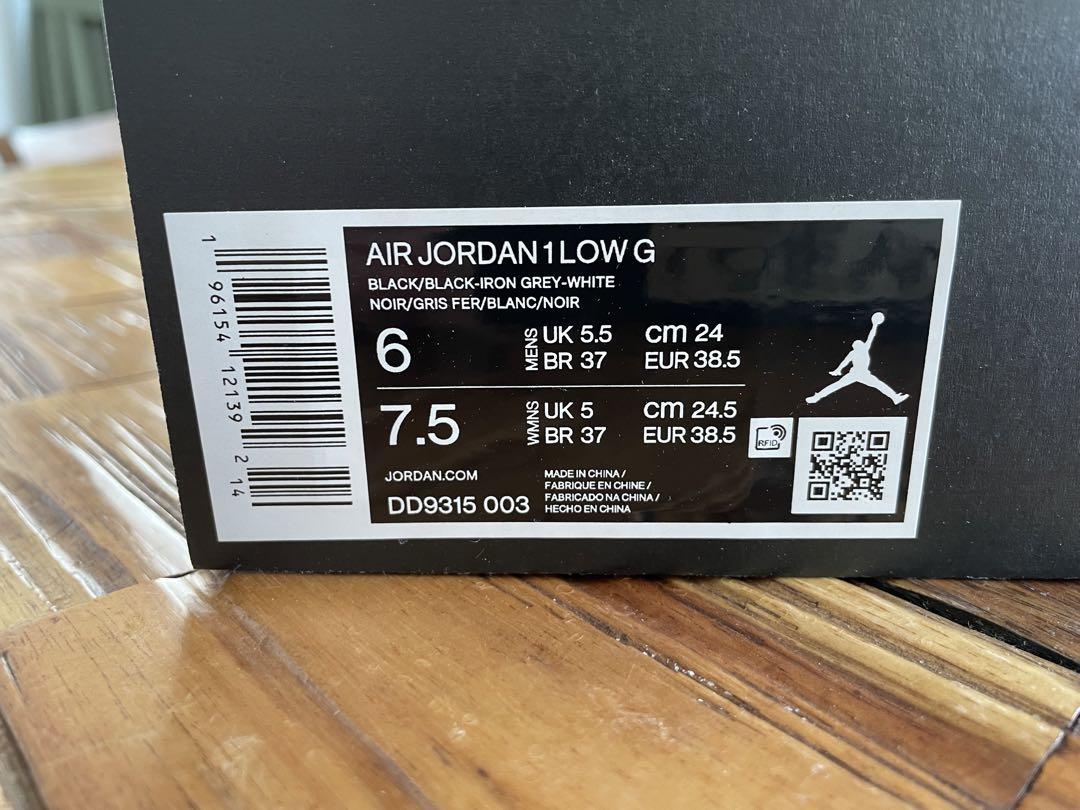 1 96154 12139 2 14
AIR JORDAN 1 LOW G
BLACK/BLACK-IRON GREY-WHITE
NOIR/GRIS FER/BLANC/NOIR
6
MENS
UK 5.5 cm 24
BR 37 EUR 38.5
7.5
WMNS
UK 5 cm 24.5
BR 37 EUR 38.5
RFID
JORDAN.COM
DD9315 003
MADE IN CHINA /
FABRIQUE EN CHINE /
FABRICADO NA CHINA /
HECHO EN CHINA